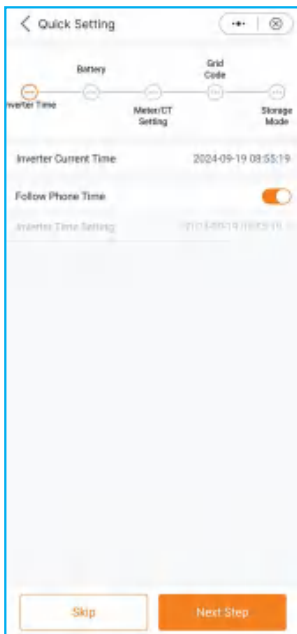 Quick Setting
Battery
Grid
Code
nverter Time
Meter/CT
Setting
Storage
Mode
Inverter Current Time 2024-09-19 08:55:19
Follow Phone Time
Inverter Time Setting
Skip
Next Step